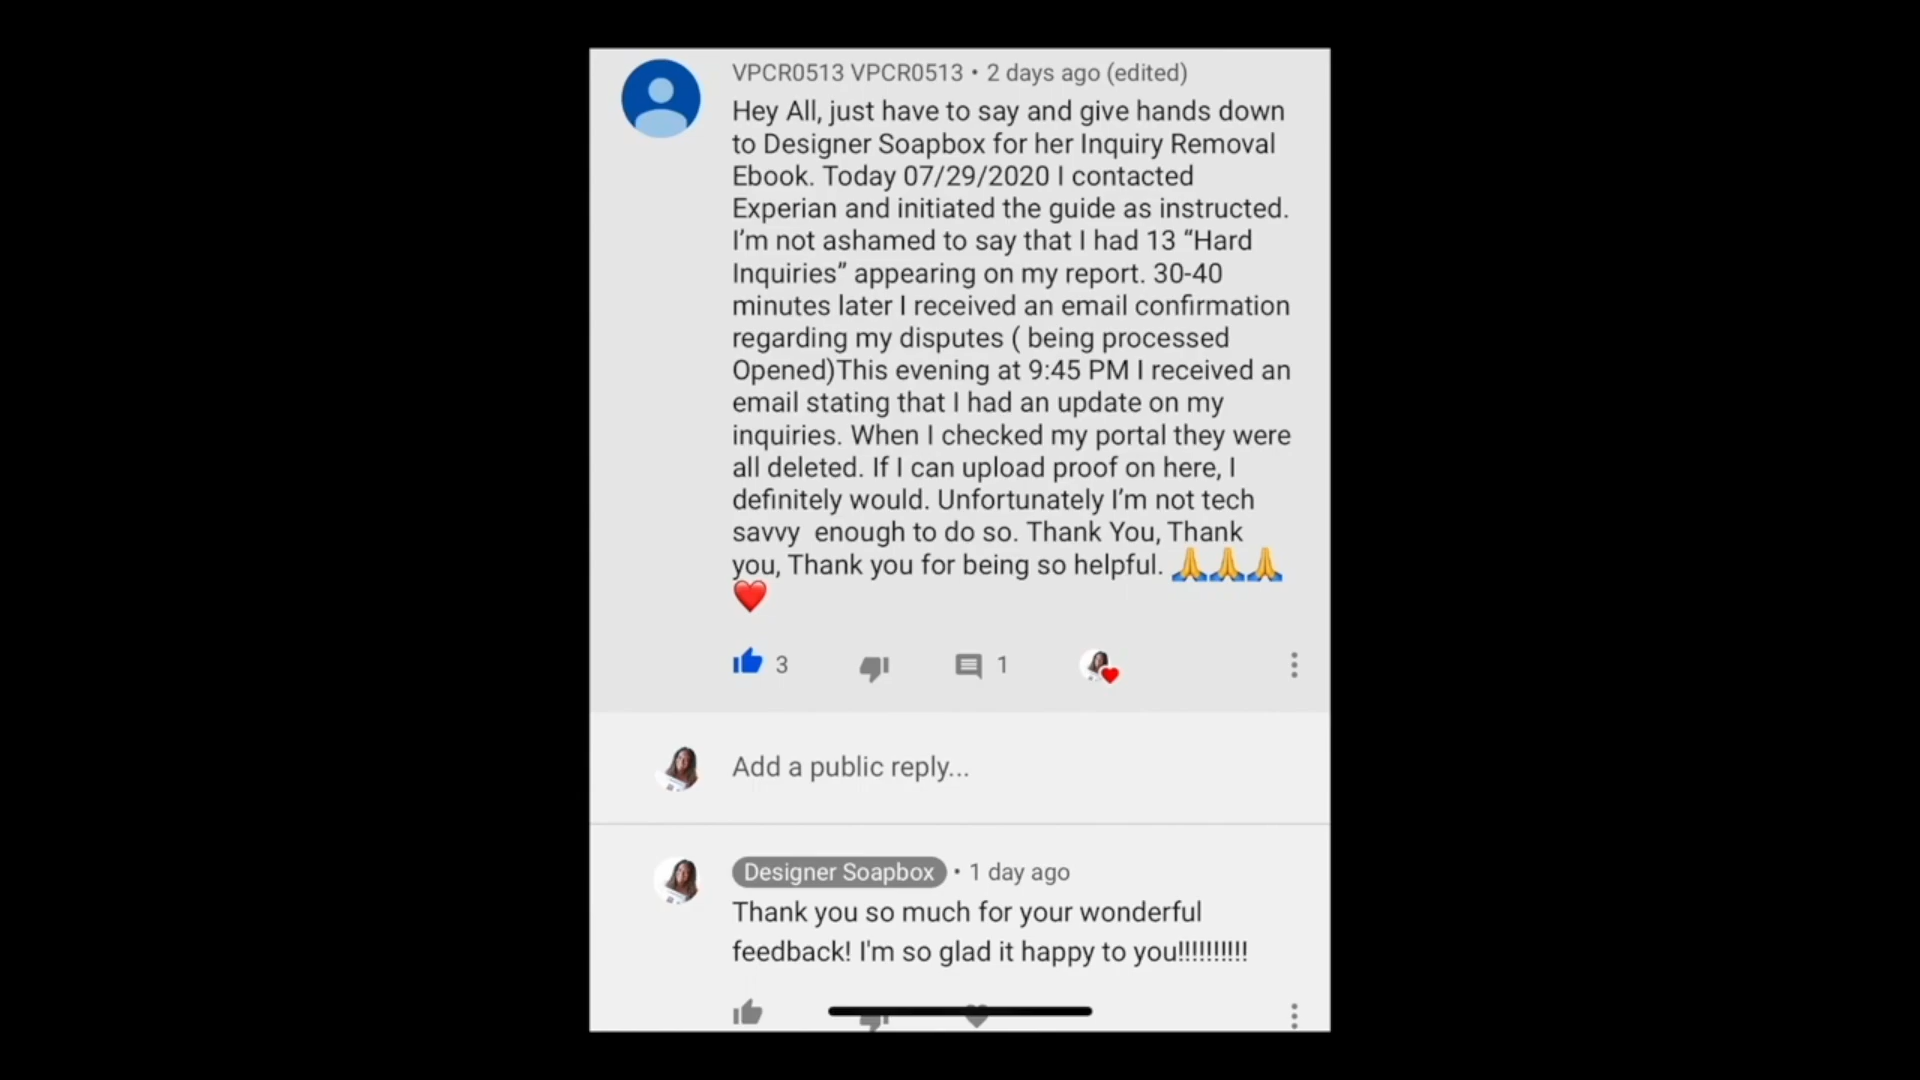 VPCR0513 VPCR0513 • 2 days ago (edited)
Hey All, just have to say and give hands down
to Designer Soapbox for her Inquiry Removal
Ebook. Today 07/29/2020 I contacted
Experian and initiated the guide as instructed.
I’m not ashamed to say that I had 13 “Hard
Inquiries” appearing on my report. 30-40
minutes later I received an email confirmation
regarding my disputes ( being processed
Opened)This evening at 9:45 PM I received an
email stating that I had an update on my
inquiries. When I checked my portal they were
all deleted. If I can upload proof on here, I
definitely would. Unfortunately I’m not tech
savvy  enough to do so. Thank You, Thank
you, Thank you for being so helpful. 🙏🙏🙏
❤️
3
1
Add a public reply...
Designer Soapbox • 1 day ago
Thank you so much for your wonderful
feedback! I'm so glad it happy to you!!!!!!!!!!